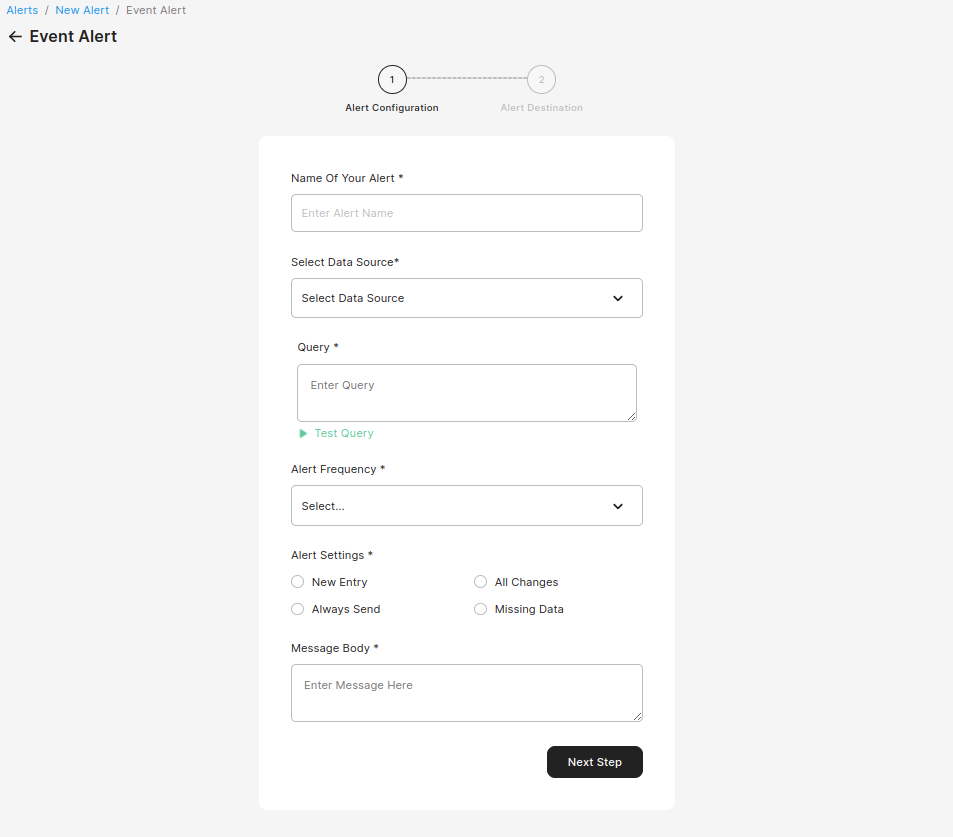 Alerts / New Alert / Event Alert
Event Alert
1 2
Alert Configuration Alert Destination
Name Of Your Alert *
Enter Alert Name
Select Data Source*
Select Data Source
Query *
Enter Query
Test Query
Alert Frequency *
Select...
Alert Settings *
New Entry All Changes
Always Send Missing Data
Message Body *
Enter Message Here
Next Step